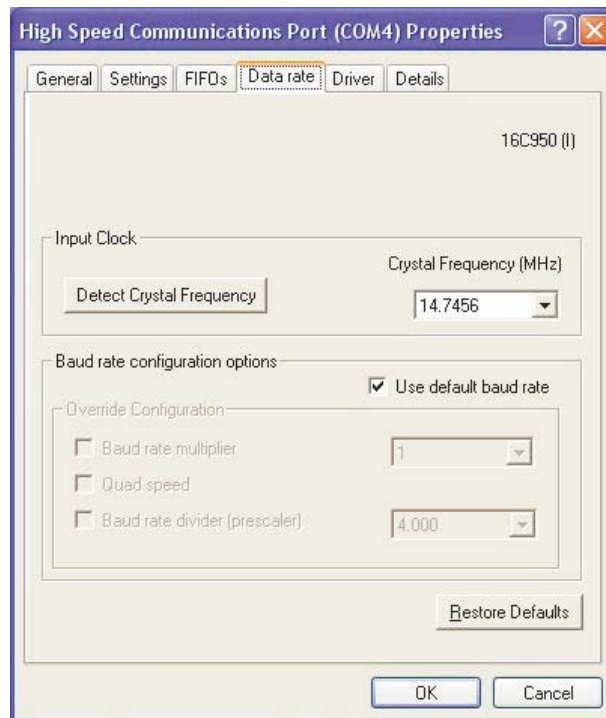 High Speed Communications Port (COM4) Properties
General Settings FIFOs Data rate Driver Details
16C950 (I)
Input Clock
Crystal Frequency (MHz)
Detect Crystal Frequency
14.7456
Baud rate configuration options
Use default baud rate
Override Configuration
Baud rate multiplier 1
Quad speed
Baud rate divider (prescaler) 4.000
Restore Defaults
OK Cancel